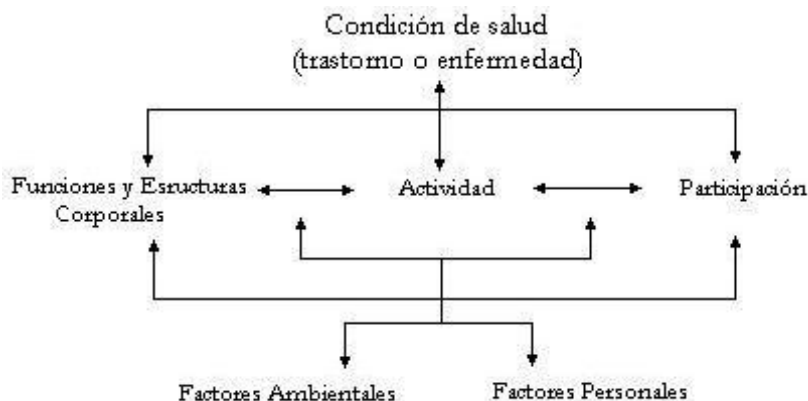 Condición de salud
(trastorno o enfermedad)
Funciones y Esructuras
Corporales
Actividad
Participación
Factores Ambientales
Factores Personales